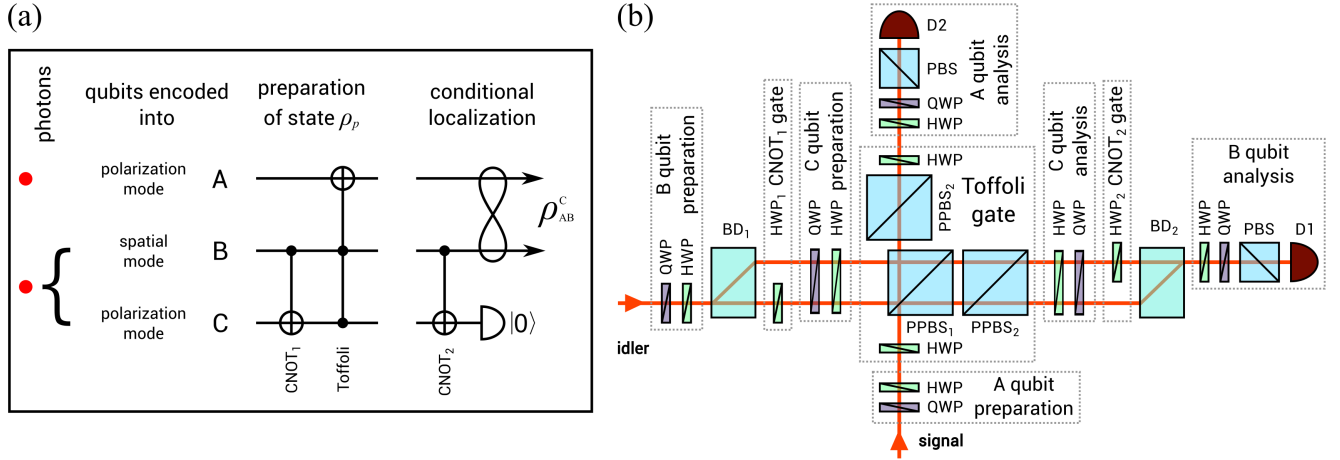 (a)
photons
qubits encoded
into
preparation
of state ρp
conditional
localization
polarization
mode
A
spatial
mode
B
polarization
mode
C
CNOT1
Toffoli
CNOT2
|0⟩
ρ C AB
(b)
D2
PBS
QWP
HWP
A qubit
analysis
B qubit
preparation
QWP
HWP
BD1
HWP1 CNOT1 gate
C qubit
preparation
QWP
HWP
HWP
PPBS2
Toffoli
gate
PPBS1
PPBS2
HWP
C qubit
analysis
HWP
QWP
HWP2 CNOT2 gate
BD2
B qubit
analysis
HWP
QWP
PBS
D1
idler
HWP
QWP
A qubit
preparation
signal